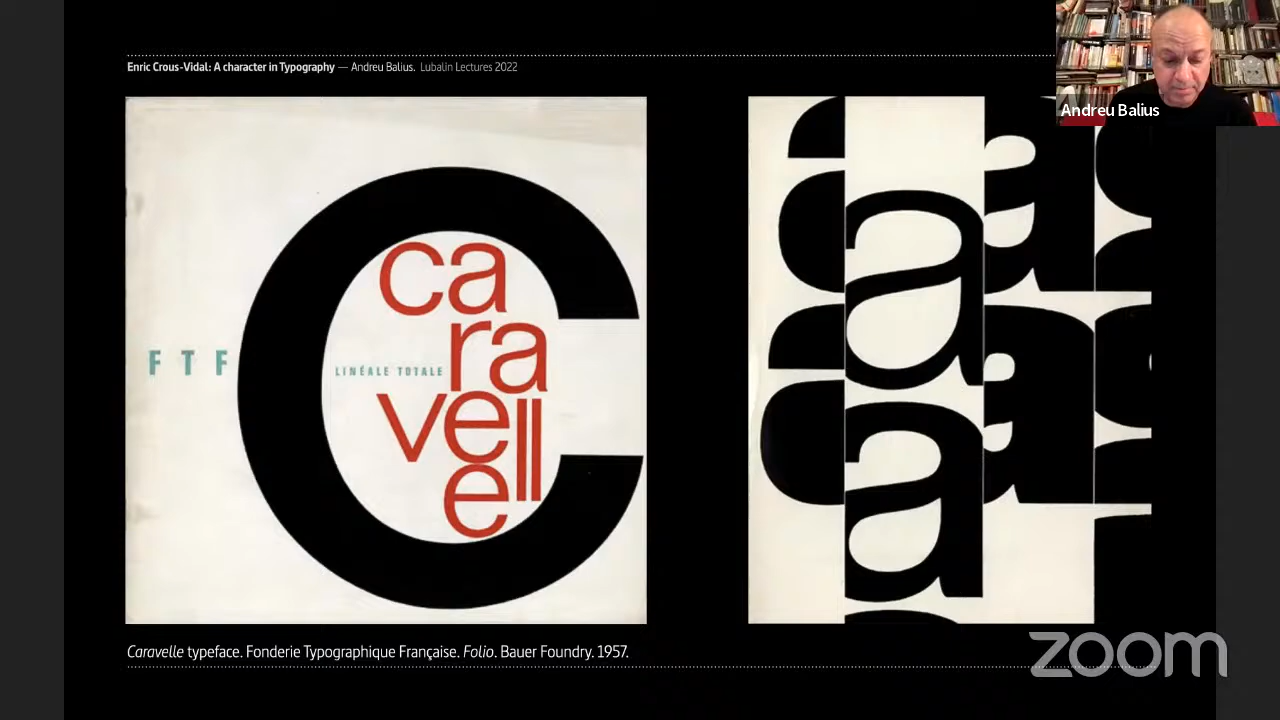 Enric Crous-Vidal: A character in Typography — Andreu Balius. Lubalin Lectures 2022
Andreu Balius
ca
ra
vell
e
F T F
LINÉALE TOTALE
a
a
a
a
Caravelle typeface. Fonderie Typographique Française. Folio. Bauer Foundry. 1957.
zoom